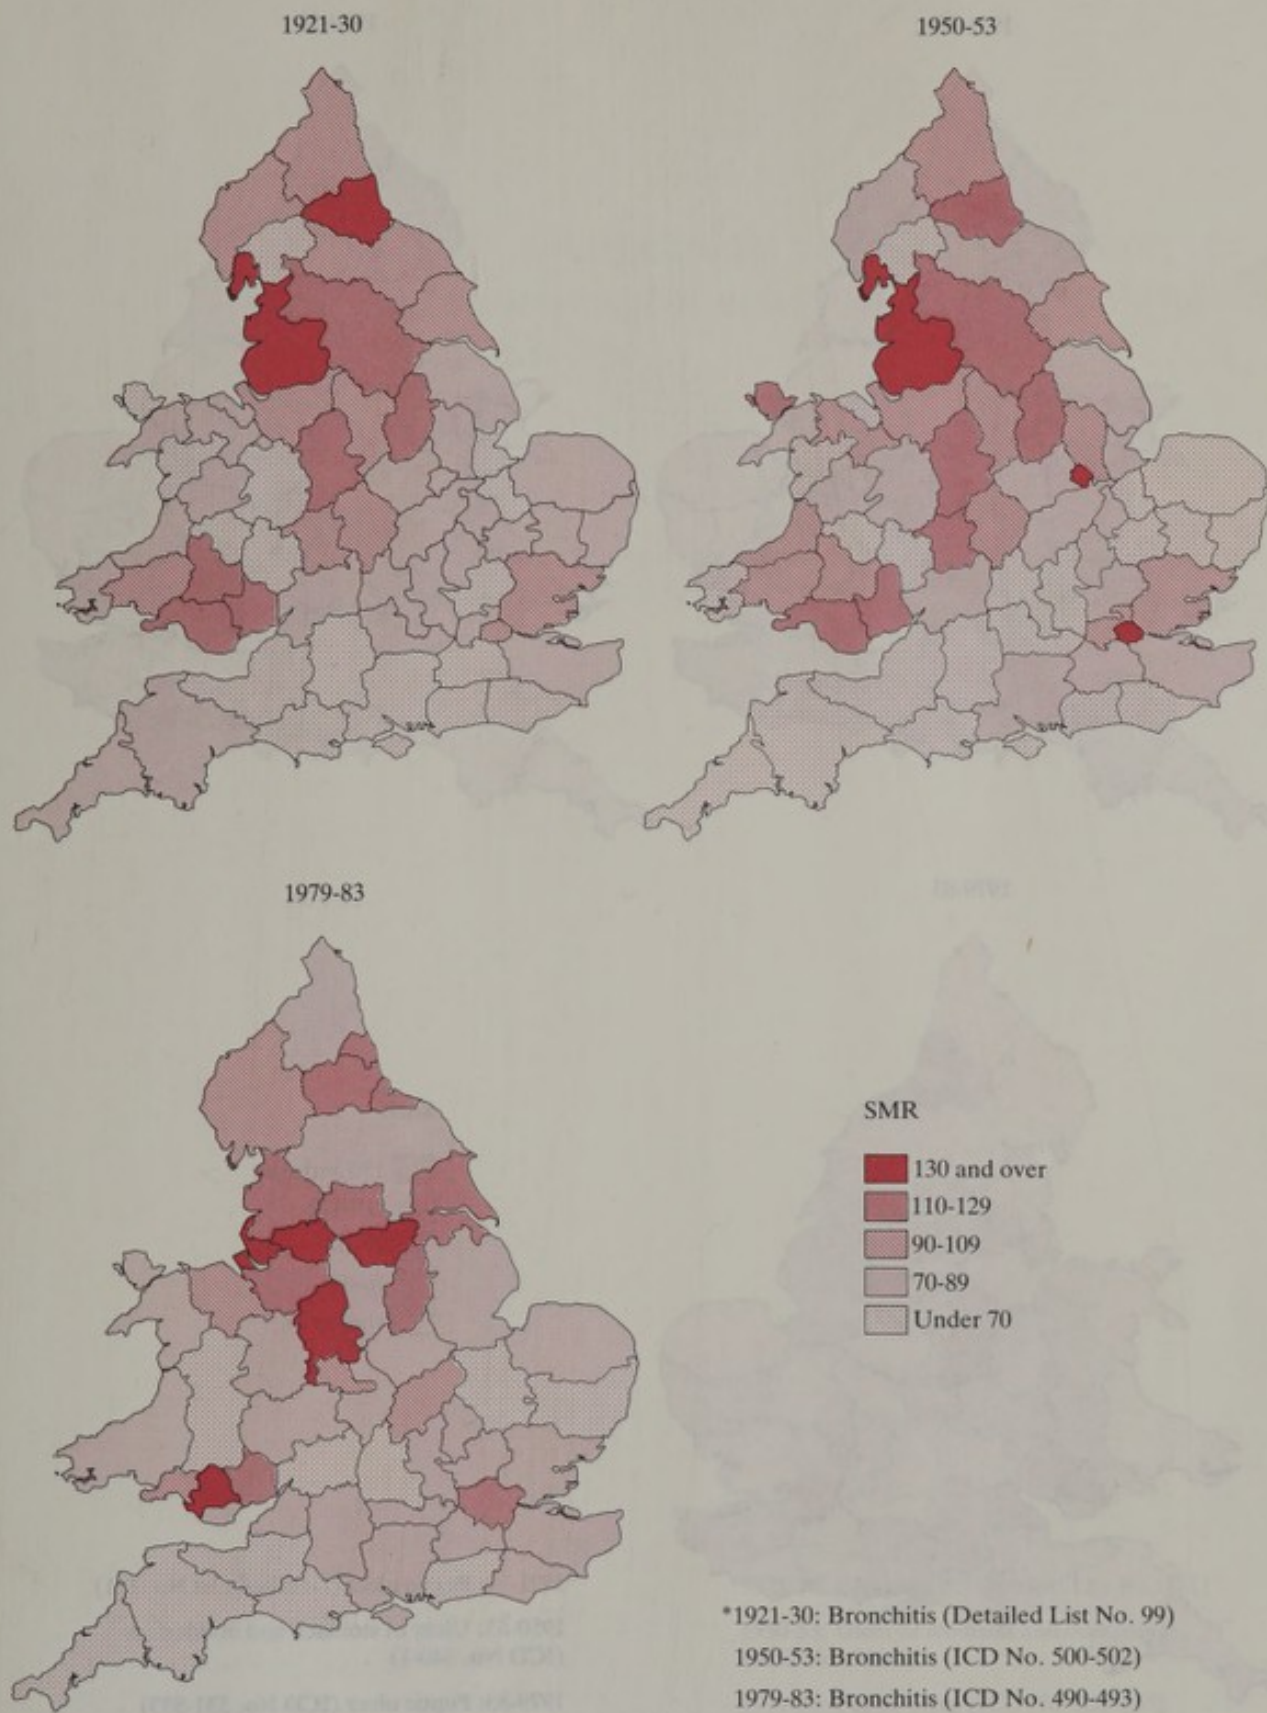 1921-30
1950-53
1979-83
SMR
130 and over
110-129
90-109
70-89
Under 70
*1921-30: Bronchitis (Detailed List No. 99)
1950-53: Bronchitis (ICD No. 500-502)
1979-83: Bronchitis (ICD No. 490-493)